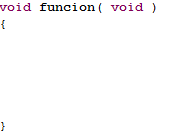 void funcion( void )
{
}